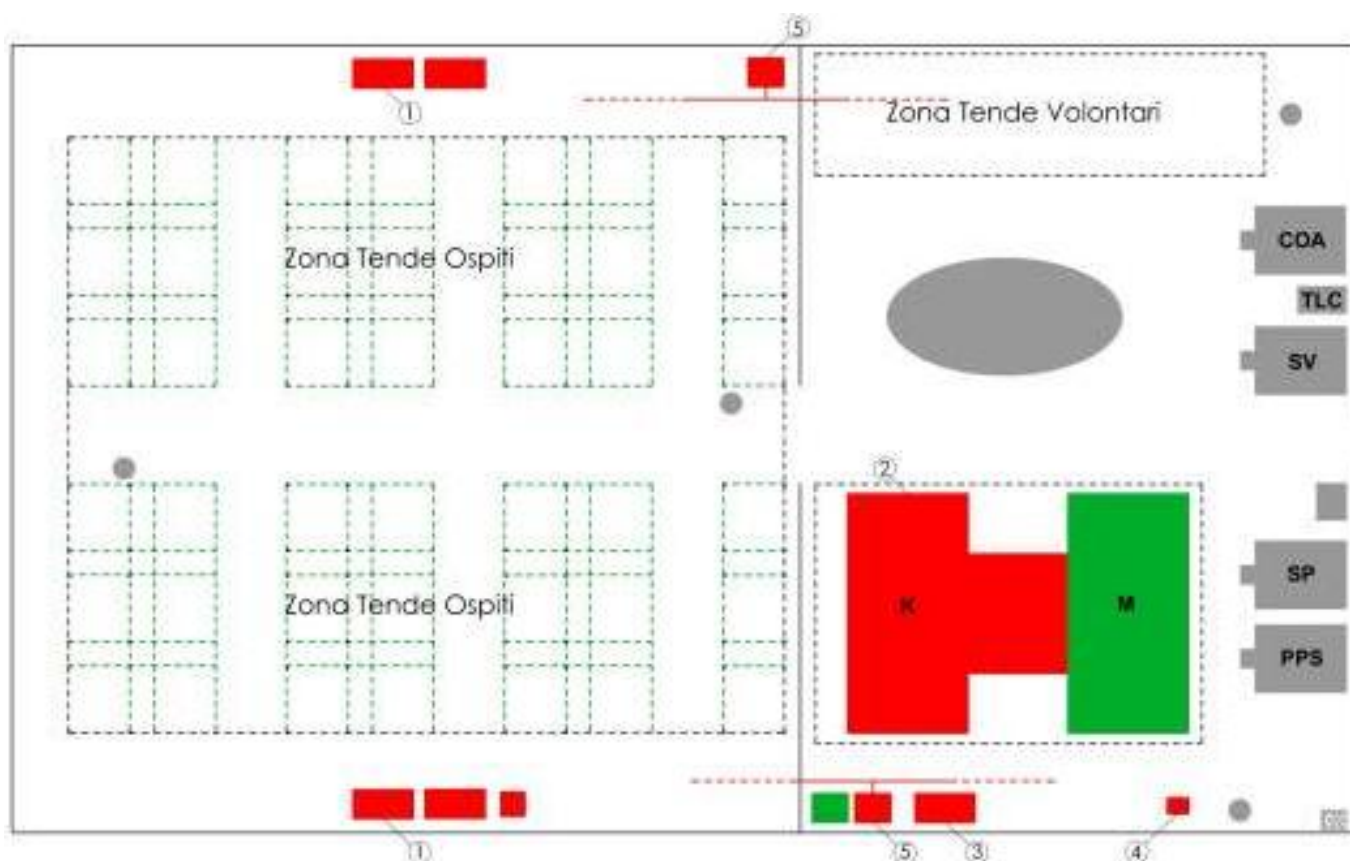 ⑤
①
Zona Tende Volontari
COA
Zona Tende Ospiti
TLC
SV
②
SP
Zona Tende Ospiti
K
M
PPS
①
⑤
③
④